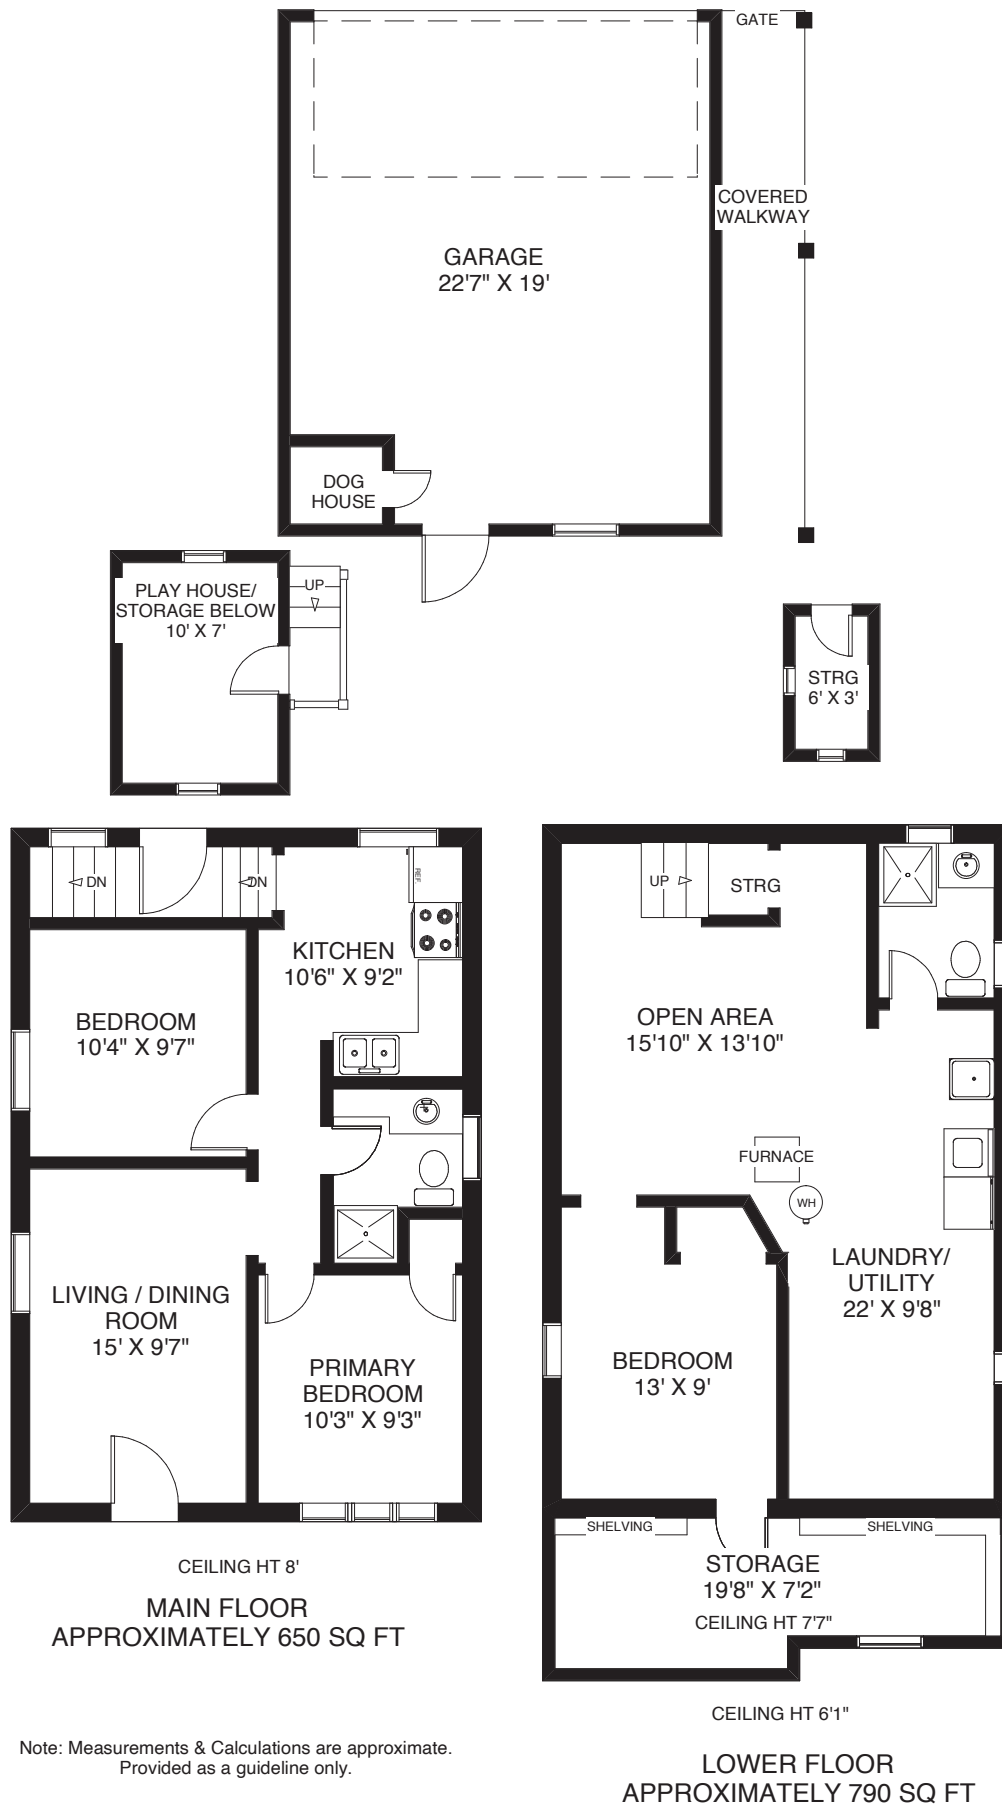 GATE
COVERED
WALKWAY
GARAGE
22'7" X 19'
DOG
HOUSE
PLAY HOUSE/
STORAGE BELOW
10' X 7'
UP
STRG
6' X 3'
DN
DN
REF.
KITCHEN
10'6" X 9'2"
BEDROOM
10'4" X 9'7"
LIVING / DINING
ROOM
15' X 9'7"
PRIMARY
BEDROOM
10'3" X 9'3"
CEILING HT 8'
MAIN FLOOR
APPROXIMATELY 650 SQ FT
UP
STRG
OPEN AREA
15'10" X 13'10"
FURNACE
WH
LAUNDRY/
UTILITY
22' X 9'8"
BEDROOM
13' X 9'
SHELVING
SHELVING
STORAGE
19'8" X 7'2"
CEILING HT 7'7"
CEILING HT 6'1"
LOWER FLOOR
APPROXIMATELY 790 SQ FT
Note: Measurements & Calculations are approximate.
Provided as a guideline only.